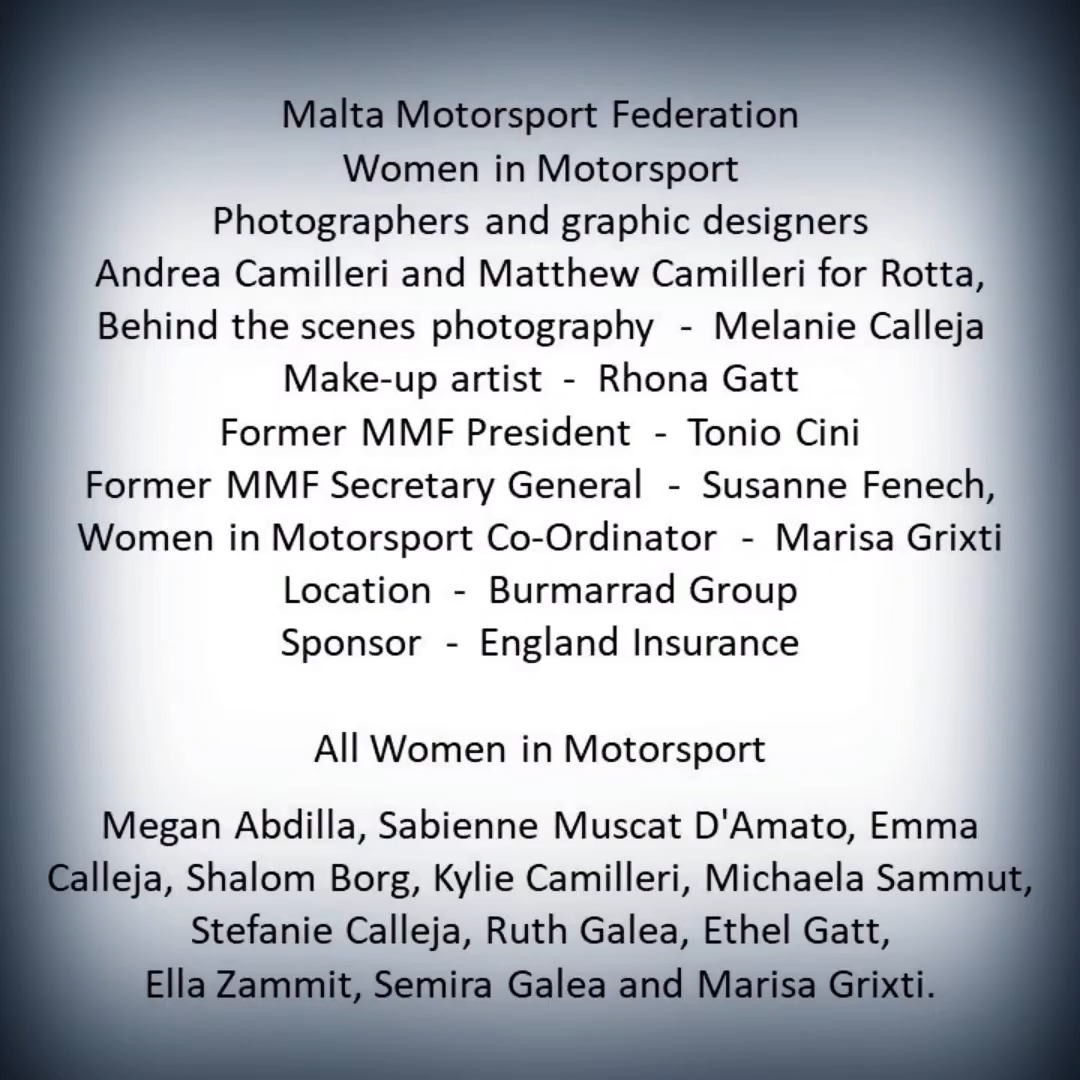 Malta Motorsport Federation
Women in Motorsport
Photographers and graphic designers
Andrea Camilleri and Matthew Camilleri for Rotta,
Behind the scenes photography - Melanie Calleja
Make-up artist - Rhona Gatt
Former MMF President - Tonio Cini
Former MMF Secretary General - Susanne Fenech,
Women in Motorsport Co-Ordinator - Marisa Grixti
Location - Burmarrad Group
Sponsor - England Insurance
All Women in Motorsport
Megan Abdilla, Sabienne Muscat D'Amato, Emma
Calleja, Shalom Borg, Kylie Camilleri, Michaela Sammut,
Stefanie Calleja, Ruth Galea, Ethel Gatt,
Ella Zammit, Semira Galea and Marisa Grixti.